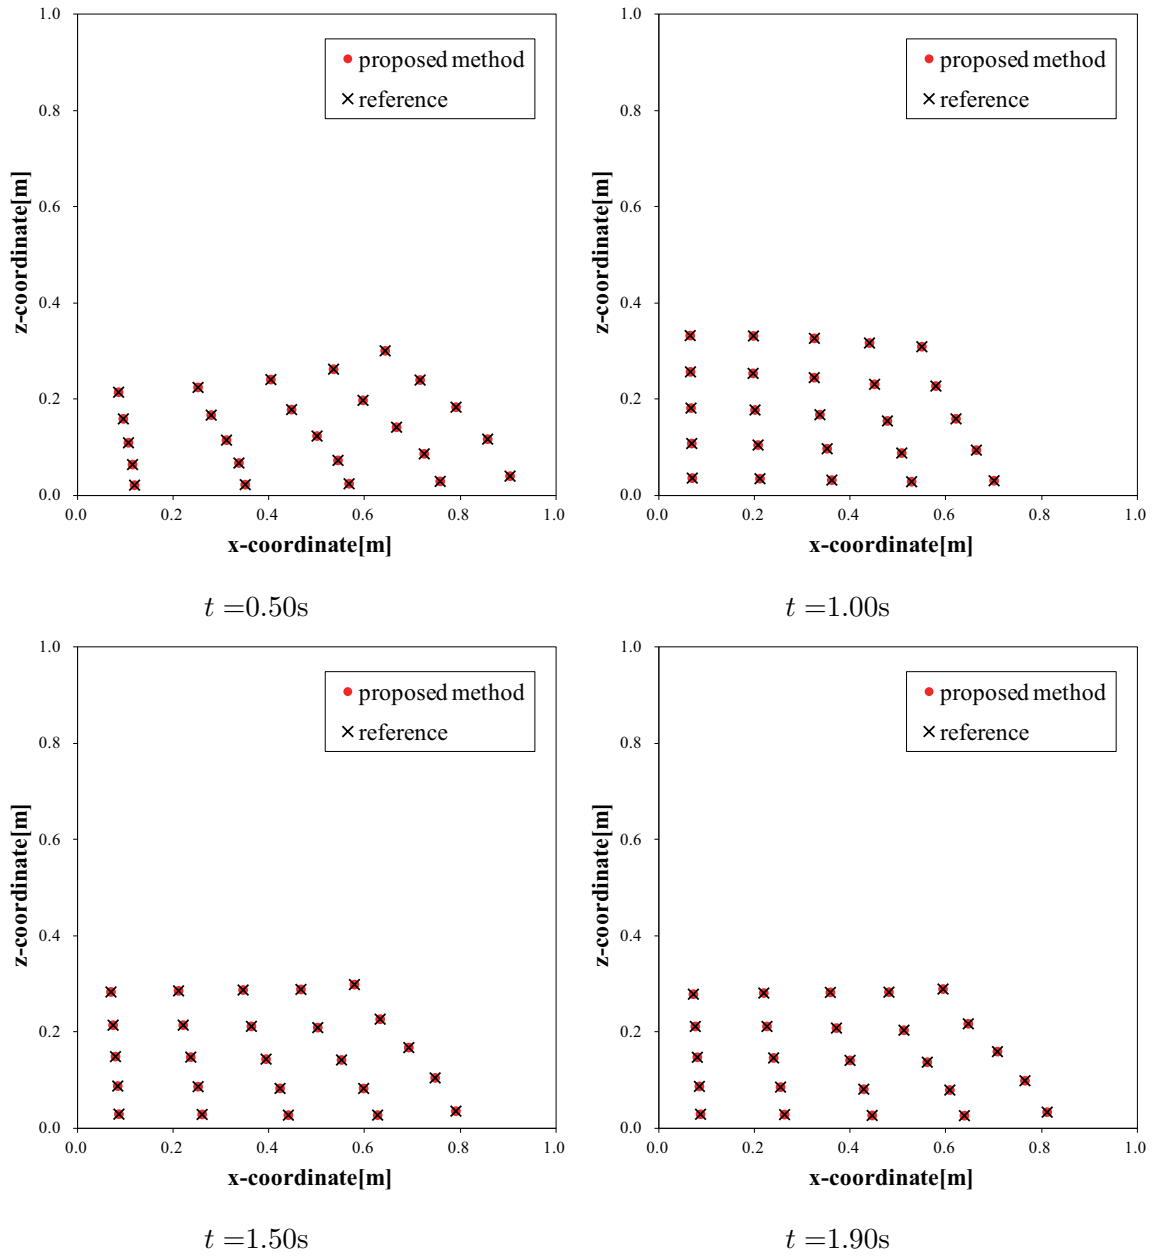 1.0
0.8
0.6
0.4
0.2
0.0
z-coordinate[m]
proposed method
reference
0.0 0.2 0.4 0.6 0.8 1.0
x-coordinate[m]
t =0.50s
1.0
0.8
0.6
0.4
0.2
0.0
z-coordinate[m]
proposed method
reference
0.0 0.2 0.4 0.6 0.8 1.0
x-coordinate[m]
t =1.00s
1.0
0.8
0.6
0.4
0.2
0.0
z-coordinate[m]
proposed method
reference
0.0 0.2 0.4 0.6 0.8 1.0
x-coordinate[m]
t =1.50s
1.0
0.8
0.6
0.4
0.2
0.0
z-coordinate[m]
proposed method
reference
0.0 0.2 0.4 0.6 0.8 1.0
x-coordinate[m]
t =1.90s